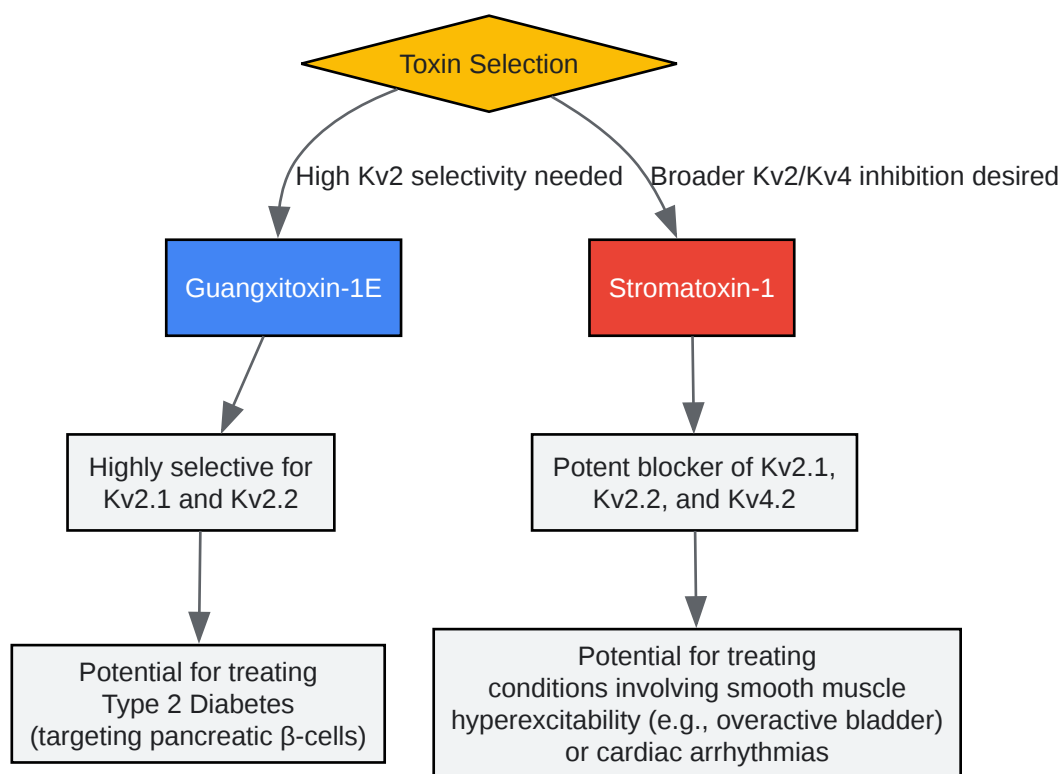 Toxin Selection
High Kv2 selectivity needed
Broader Kv2/Kv4 inhibition desired
Guangxitoxin-1E
Stromatoxin-1
Highly selective for
Kv2.1 and Kv2.2
Potent blocker of Kv2.1,
Kv2.2, and Kv4.2
Potential for treating
Type 2 Diabetes
(targeting pancreatic β-cells)
Potential for treating
conditions involving smooth muscle
hyperexcitability (e.g., overactive bladder)
or cardiac arrhythmias